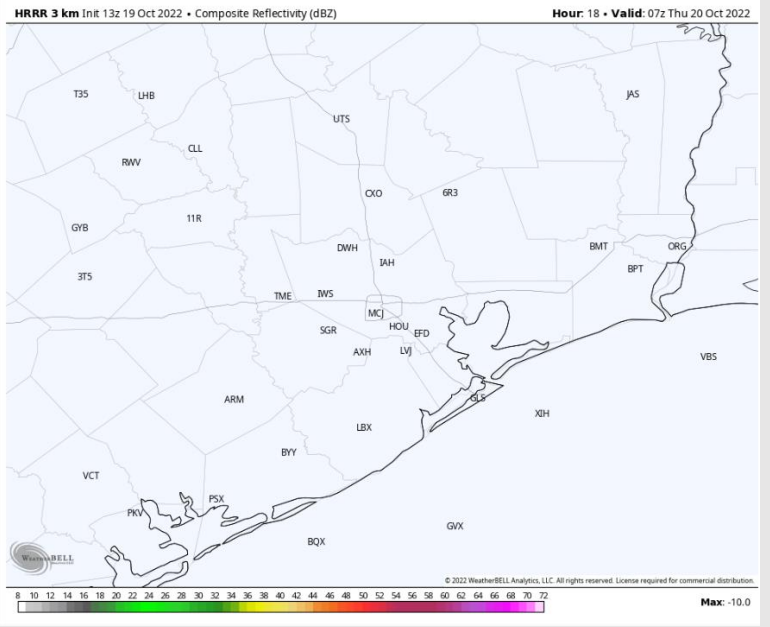 HRRR 3 km Init 13z 19 Oct 2022 • Composite Reflectivity (dBZ)
Hour: 18 • Valid: 07z Thu 20 Oct 2022
T35
LHB
JAS
UTS
CLL
RWV
CXO
6R3
11R
GYB
DWH
BMT
ORG
IAH
BPT
3T5
TME
IWS
MCJ
SGR
HOU
EFD
AXH
LVJ
VBS
ARM
GLS
XIH
LBX
BYY
VCT
PSX
PKV
GVX
BQX
WeatherBELL
© 2022 WeatherBELL Analytics, LLC. All rights reserved. License required for commercial distribution.
8 10 12 14 16 18 20 22 24 26 28 30 32 34 36 38 40 42 44 46 48 50 52 54 56 58 60 62 64 66 68 70 72
Max: -10.0